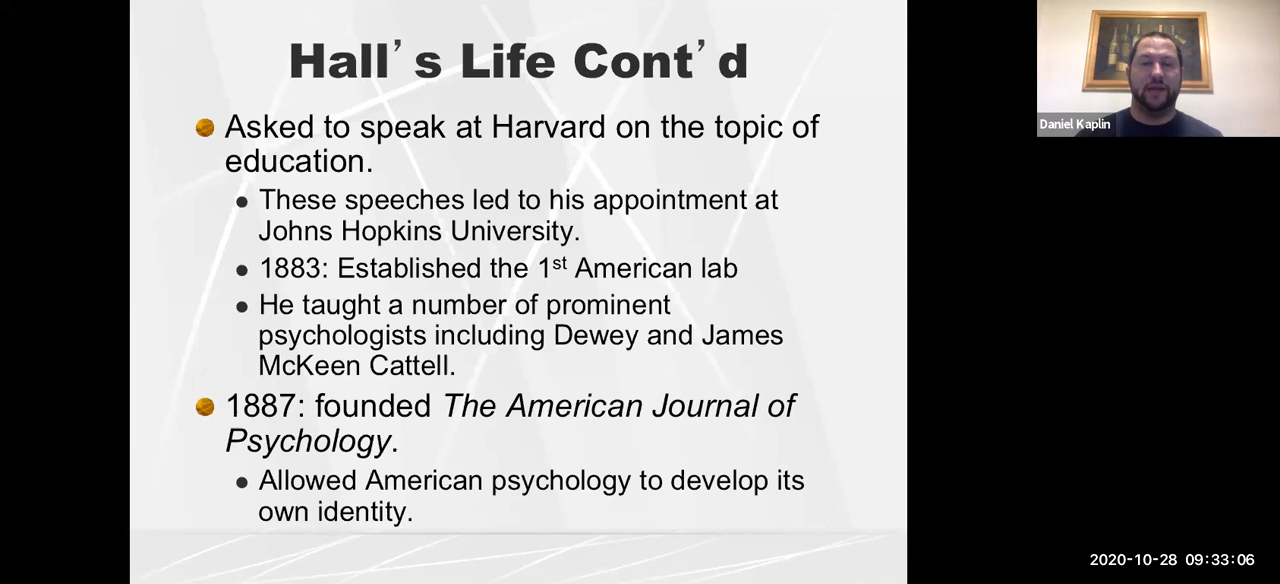 Hall's Life Cont'd
Asked to speak at Harvard on the topic of
education.
These speeches led to his appointment at
Johns Hopkins University.
1883: Established the 1st American lab
He taught a number of prominent
psychologists including Dewey and James
McKeen Cattell.
1887: founded The American Journal of
Psychology.
Allowed American psychology to develop its
own identity.
Daniel Kaplin
2020-10-28 09:33:06